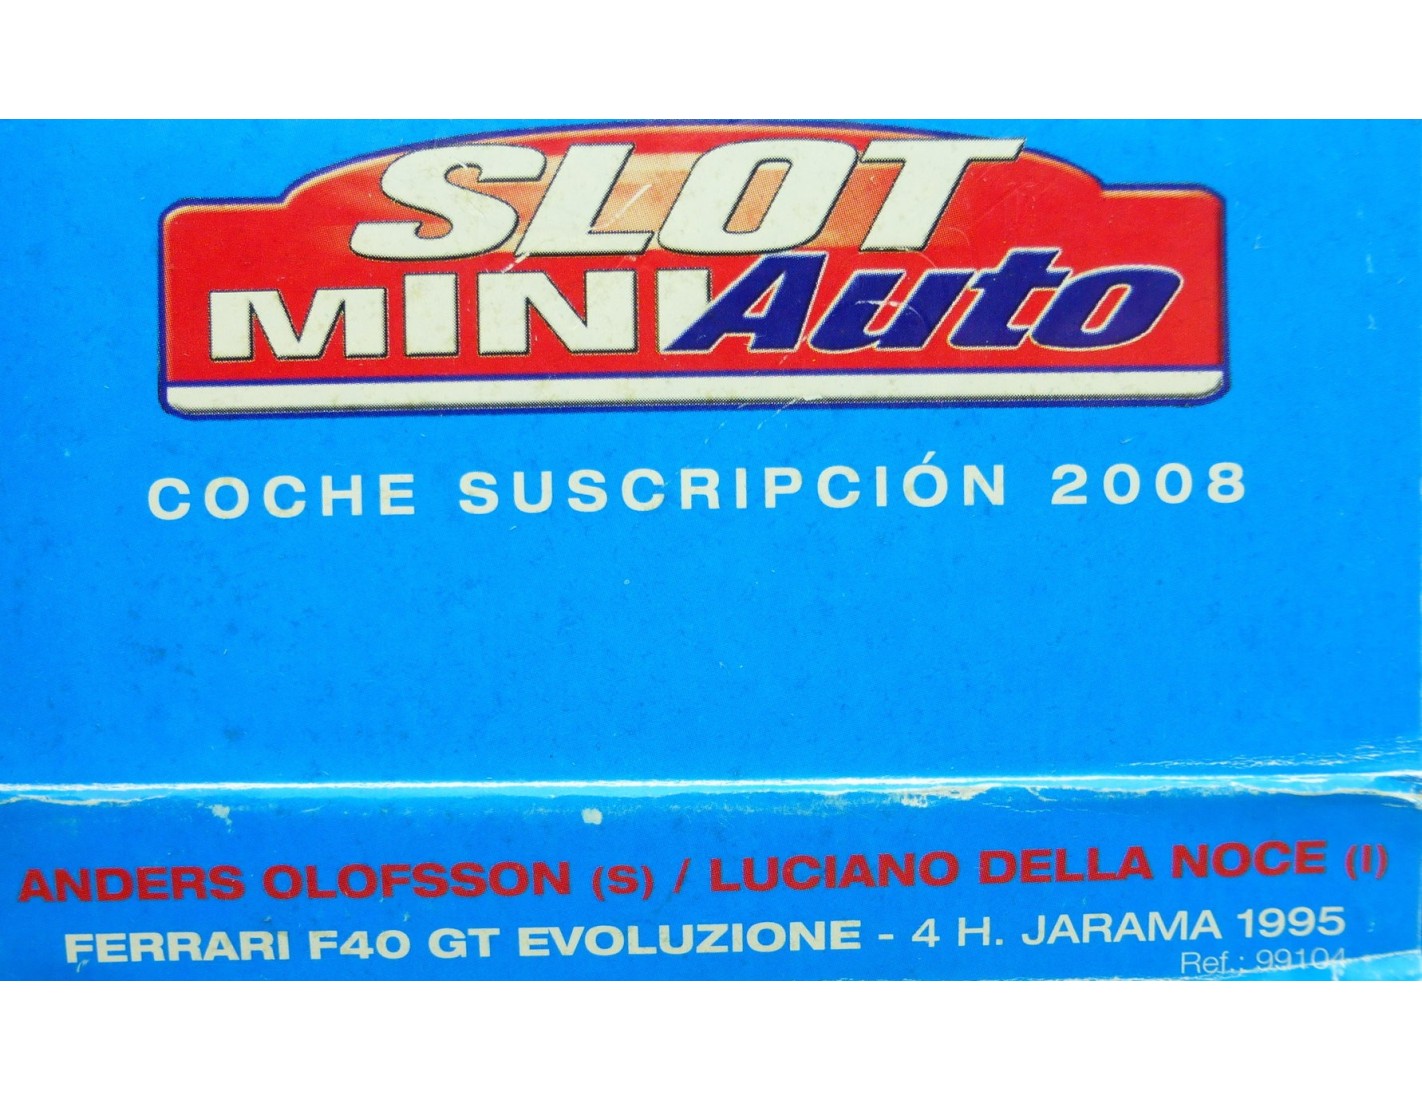 SLOT
MINIAuto
COCHE SUSCRIPCIÓN 2008
ANDERS OLOFSSON (S) / LUCIANO DELLA NOCE (I)
FERRARI F40 GT EVOLUZIONE - 4 H. JARAMA 1995
Ref.: 99104